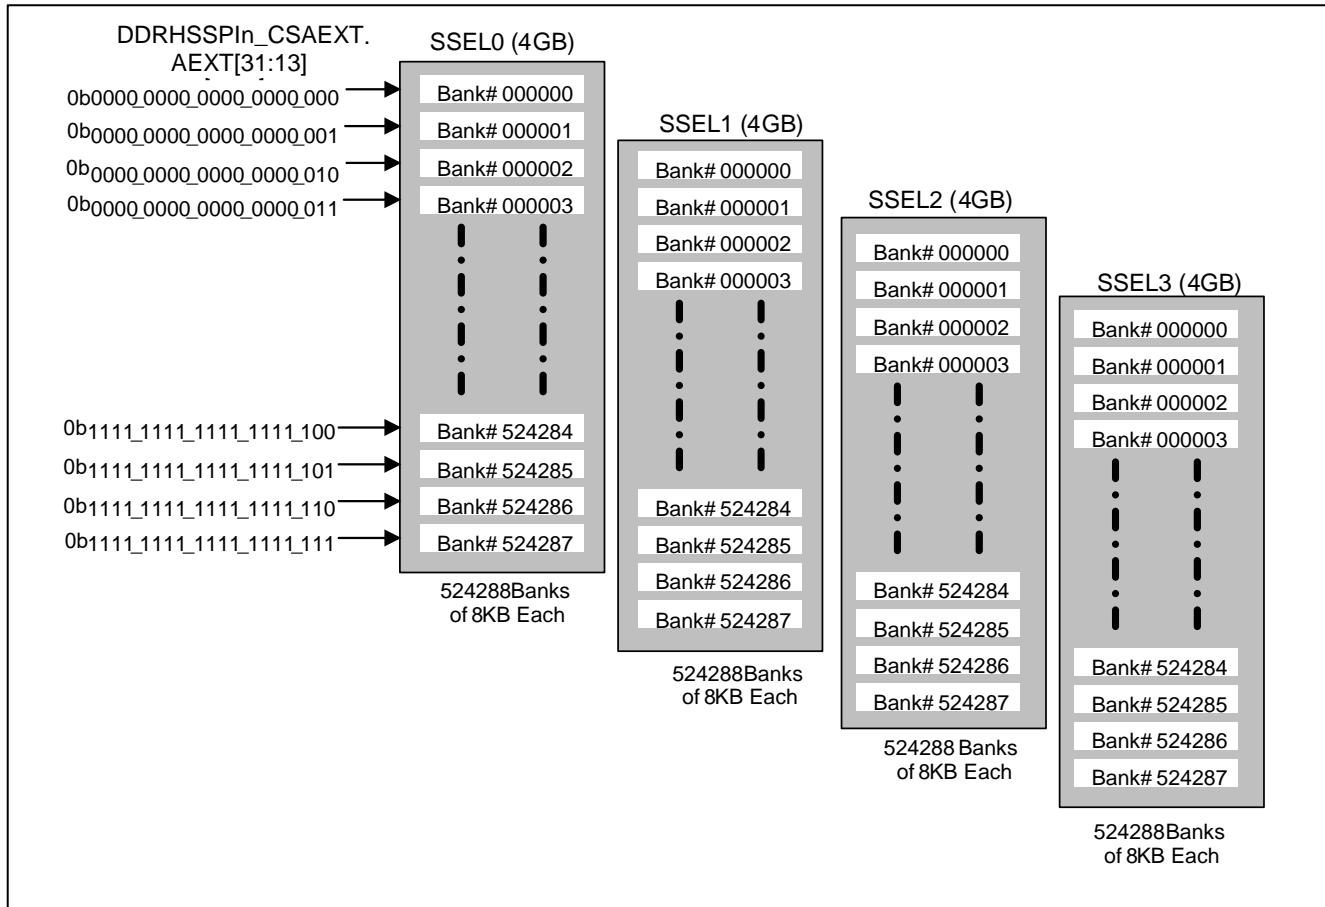 DDRHSSPIn_CSAEXT.
AEXT[31:13]
0b0000_0000_0000_0000_000
0b0000_0000_0000_0000_001
0b0000_0000_0000_0000_010
0b0000_0000_0000_0000_011
0b1111_1111_1111_1111_100
0b1111_1111_1111_1111_101
0b1111_1111_1111_1111_110
0b1111_1111_1111_1111_111
SSEL0 (4GB)
Bank# 000000
Bank# 000001
Bank# 000002
Bank# 000003
Bank# 524284
Bank# 524285
Bank# 524286
Bank# 524287
524288Banks
of 8KB Each
SSEL1 (4GB)
Bank# 000000
Bank# 000001
Bank# 000002
Bank# 000003
Bank# 524284
Bank# 524285
Bank# 524286
Bank# 524287
524288Banks
of 8KB Each
SSEL2 (4GB)
Bank# 000000
Bank# 000001
Bank# 000002
Bank# 000003
Bank# 524284
Bank# 524285
Bank# 524286
Bank# 524287
524288 Banks
of 8KB Each
SSEL3 (4GB)
Bank# 000000
Bank# 000001
Bank# 000002
Bank# 000003
Bank# 524284
Bank# 524285
Bank# 524286
Bank# 524287
524288Banks
of 8KB Each